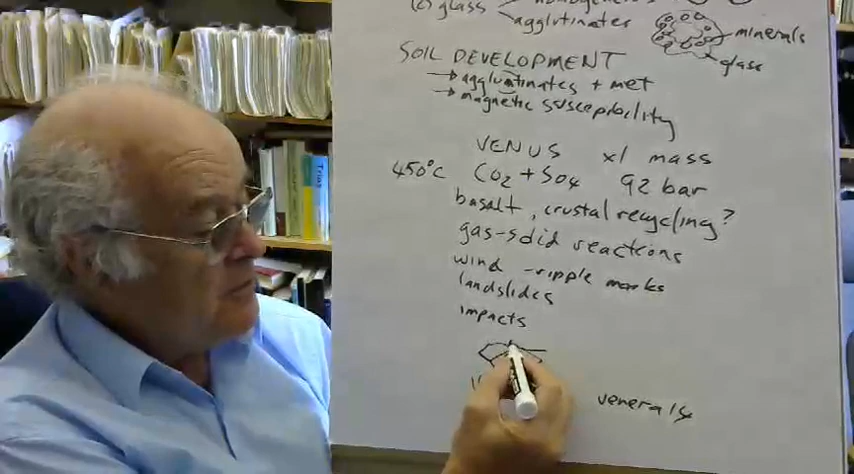 (c) glass
agglutinates
minerals
glass
SOIL DEVELOPMENT
→ agglutinates + met
→ magnetic susceptibility
VENUS x1 mass
450°C CO2 + SO4 92 bar
basalt, crustal recycling?
gas-solid reactions
wind - ripple marks
landslides
impacts
venerals